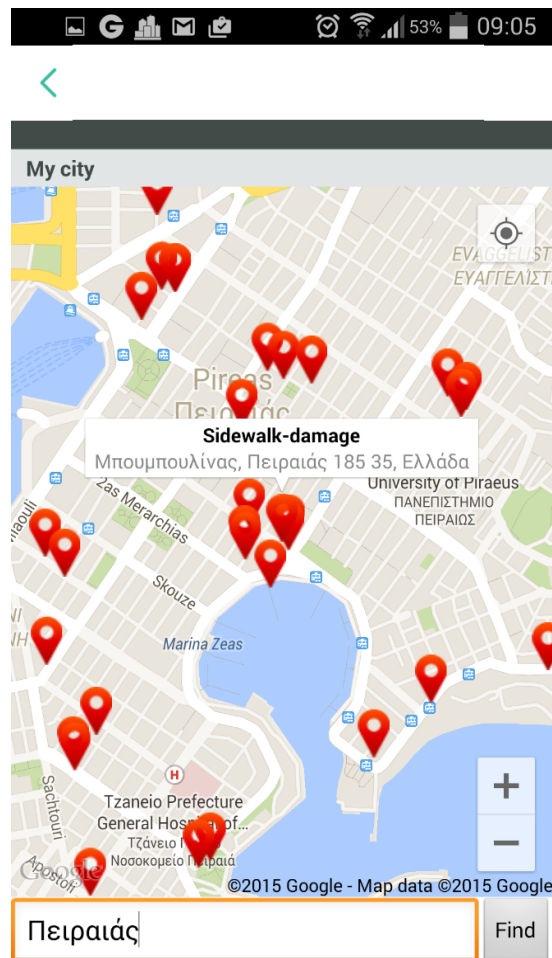 53% 09:05
My city
EVAGGELIST
ΕΥΑΓΓΕΛΙΣΤ
Pireas
Πειραιάς
Sidewalk-damage
Μπουμπουλίνας, Πειραιάς 185 35, Ελλάδα
University of Piraeus
ΠΑΝΕΠΙΣΤΗΜΙΟ
ΠΕΙΡΑΙΩΣ
2as Merarchias
Skouze
Marina Zeas
H
Sachtouri
Tzaneio Prefecture
General Hospital of...
Τζάνειο
Νοσοκομείο Πειραιά
Google
©2015 Google - Map data ©2015 Google
Πειραιάς
Find